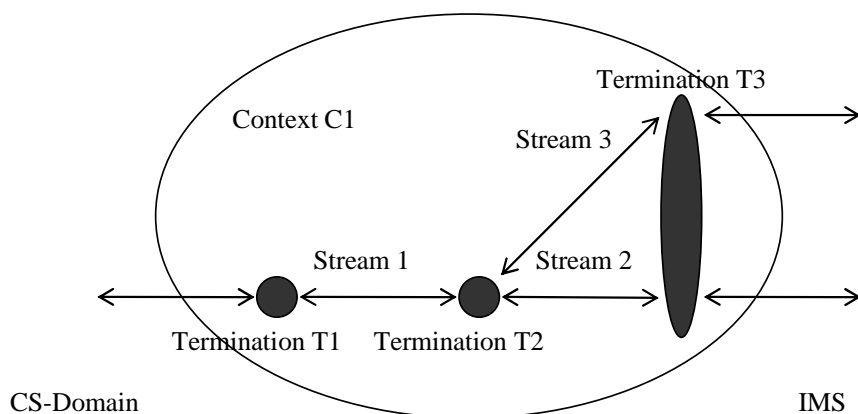 Termination T3
Context C1
Stream 3
Stream 1
Stream 2
Termination T1
Termination T2
CS-Domain
IMS